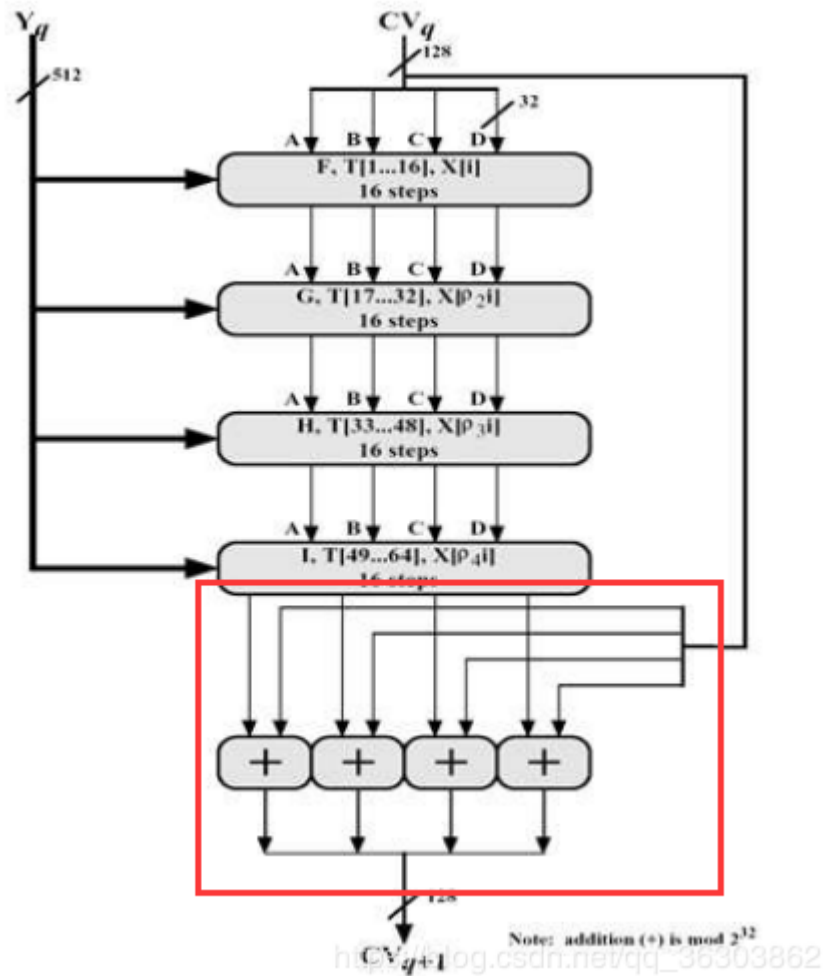 Yq
CVq
128
512
32
A B C D
F, T[1...16], X[i]
16 steps
A B C D
G, T[17...32], X[ρ2i]
16 steps
A B C D
H, T[33...48], X[ρ3i]
16 steps
A B C D
I, T[49...64], X[ρ4i]
16 steps
+ + + +
128
Note: addition (+) is mod 2^32
CVq+1
https://blog.csdn.net/qq_36303862